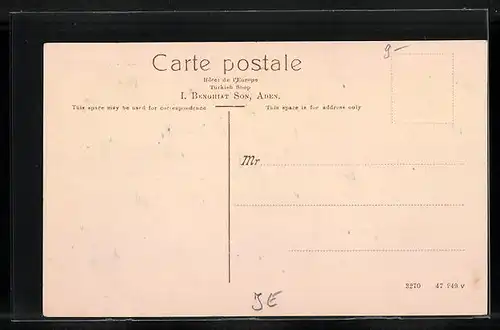 9-
Carte postale
Hôtel de l'Europe
Turkish Shop
I. Benghiat Son, Aden.
This space may be used for correspondence
This space is for address only
Mr
3270 47 949 v
JE